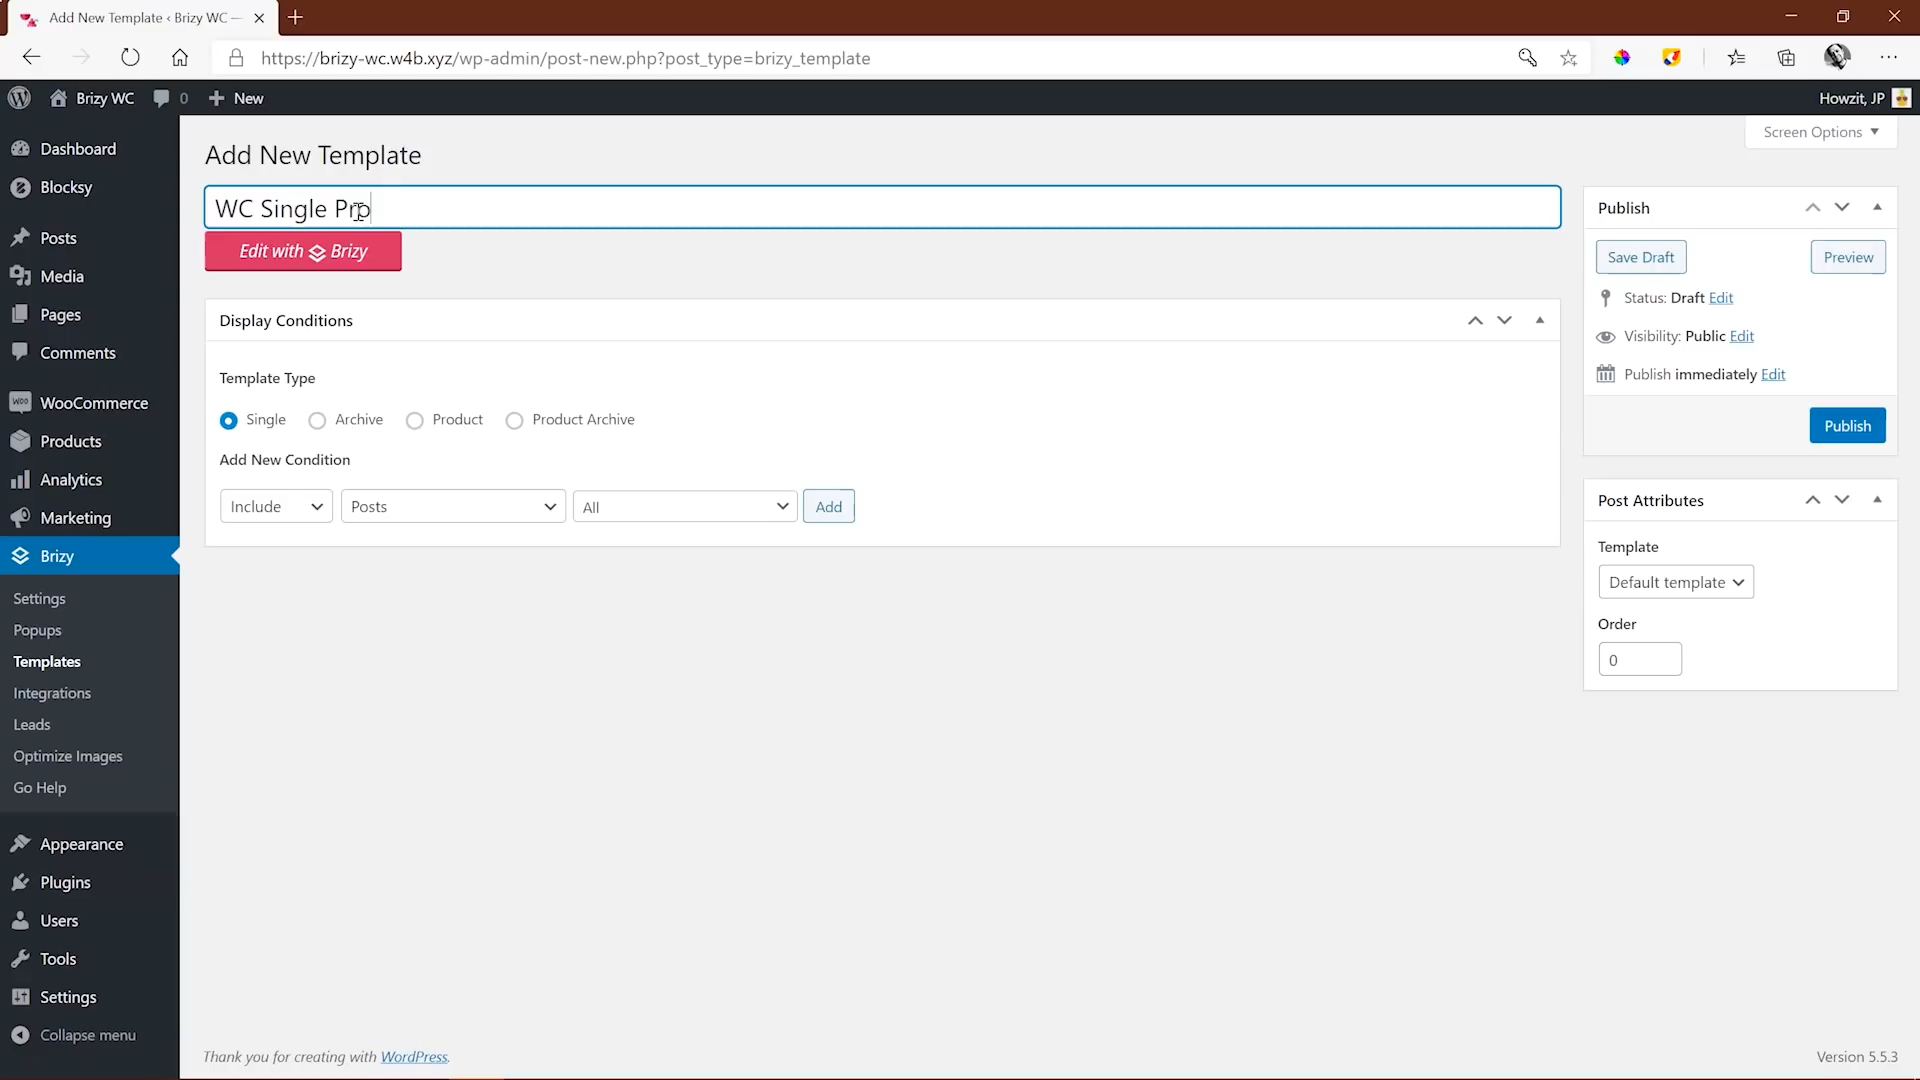 Add New Template ‹ Brizy WC —
https://brizy-wc.w4b.xyz/wp-admin/post-new.php?post_type=brizy_template
Brizy WC
0
New
Howzit, JP
Screen Options
Dashboard
Blocksy
Posts
Media
Pages
Comments
WooCommerce
Products
Analytics
Marketing
Brizy
Settings
Popups
Templates
Integrations
Leads
Optimize Images
Go Help
Appearance
Plugins
Users
Tools
Settings
Collapse menu
Add New Template
WC Single Pro
Edit with Brizy
Display Conditions
Template Type
Single Archive Product Product Archive
Add New Condition
Include Posts All Add
Publish
Save Draft Preview
Status: Draft Edit
Visibility: Public Edit
Publish immediately Edit
Publish
Post Attributes
Template
Default template
Order
0
Thank you for creating with WordPress.
Version 5.5.3